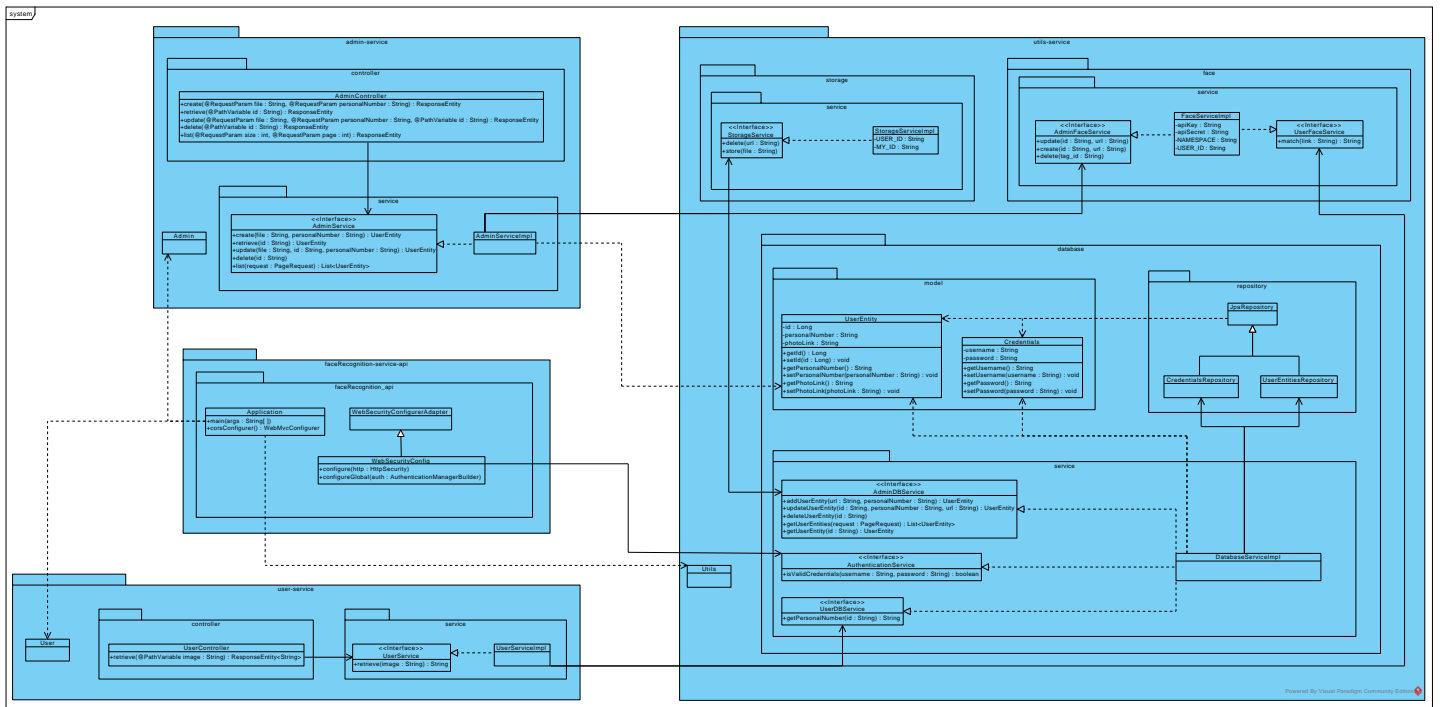 system
admin-service
controller
AdminController
+create(@RequestParam file : String, @RequestParam personalNumber : String) : ResponseEntity
+retrieve(@PathVariable id : String) : ResponseEntity
+update(@RequestParam file : String, @RequestParam personalNumber : String, @PathVariable id : String) : ResponseEntity
+delete(@PathVariable id : String) : ResponseEntity
+list(@RequestParam size : int, @RequestParam page : int) : ResponseEntity
service
<<Interface>>
AdminService
+create(file : String, personalNumber : String) : UserEntity
+retrieve(id : String) : UserEntity
+update(file : String, id : String, personalNumber : String) : UserEntity
+delete(id : String)
+list(request : PageRequest) : List<UserEntity>
AdminServiceImpl
Admin
faceRecognition-service-api
faceRecognition_api
Application
+main(args : String[ ])
+corsConfigurer() : WebMvcConfigurer
WebSecurityConfigurerAdapter
WebSecurityConfig
+configure(http : HttpSecurity)
+configureGlobal(auth : AuthenticationManagerBuilder)
user-service
User
controller
UserController
+retrieve(@PathVariable image : String) : ResponseEntity<String>
service
<<Interface>>
UserService
+retrieve(image : String) : String
UserServiceImpl
utils-service
storage
service
<<Interface>>
StorageService
+delete(url : String)
+store(file : String)
StorageServiceImpl
-USER_ID : String
-MY_ID : String
face
service
<<Interface>>
AdminFaceService
+update(id : String, url : String)
+create(id : String, url : String)
+delete(tag_id : String)
FaceServiceImpl
-apiKey : String
-apiSecret : String
-NAMESPACE : String
-USER_ID : String
<<Interface>>
UserFaceService
+match(link : String) : String
database
model
UserEntity
-id : Long
-personalNumber : String
-photoLink : String
+getId() : Long
+setId(id : Long) : void
+getPersonalNumber() : String
+setPersonalNumber(personalNumber : String) : void
+getPhotoLink() : String
+setPhotoLink(photoLink : String) : void
Credentials
-username : String
-password : String
+getUsername() : String
+setUsername(username : String) : void
+getPassword() : String
+setPassword(password : String) : void
repository
JpaRepository
CredentialsRepository
UserEntitiesRepository
service
<<Interface>>
AdminDBService
+addUserEntity(url : String, personalNumber : String) : UserEntity
+updateUserEntity(id : String, personalNumber : String, url : String) : UserEntity
+deleteUserEntity(id : String)
+getUserEntities(request : PageRequest) : List<UserEntity>
+getUserEntity(id : String) : UserEntity
<<Interface>>
AuthenticationService
+isValidCredentials(username : String, password : String) : boolean
<<Interface>>
UserDBService
+getPersonalNumber(id : String) : String
DatabaseServiceImpl
Utils
Powered By Visual Paradigm Community Edition